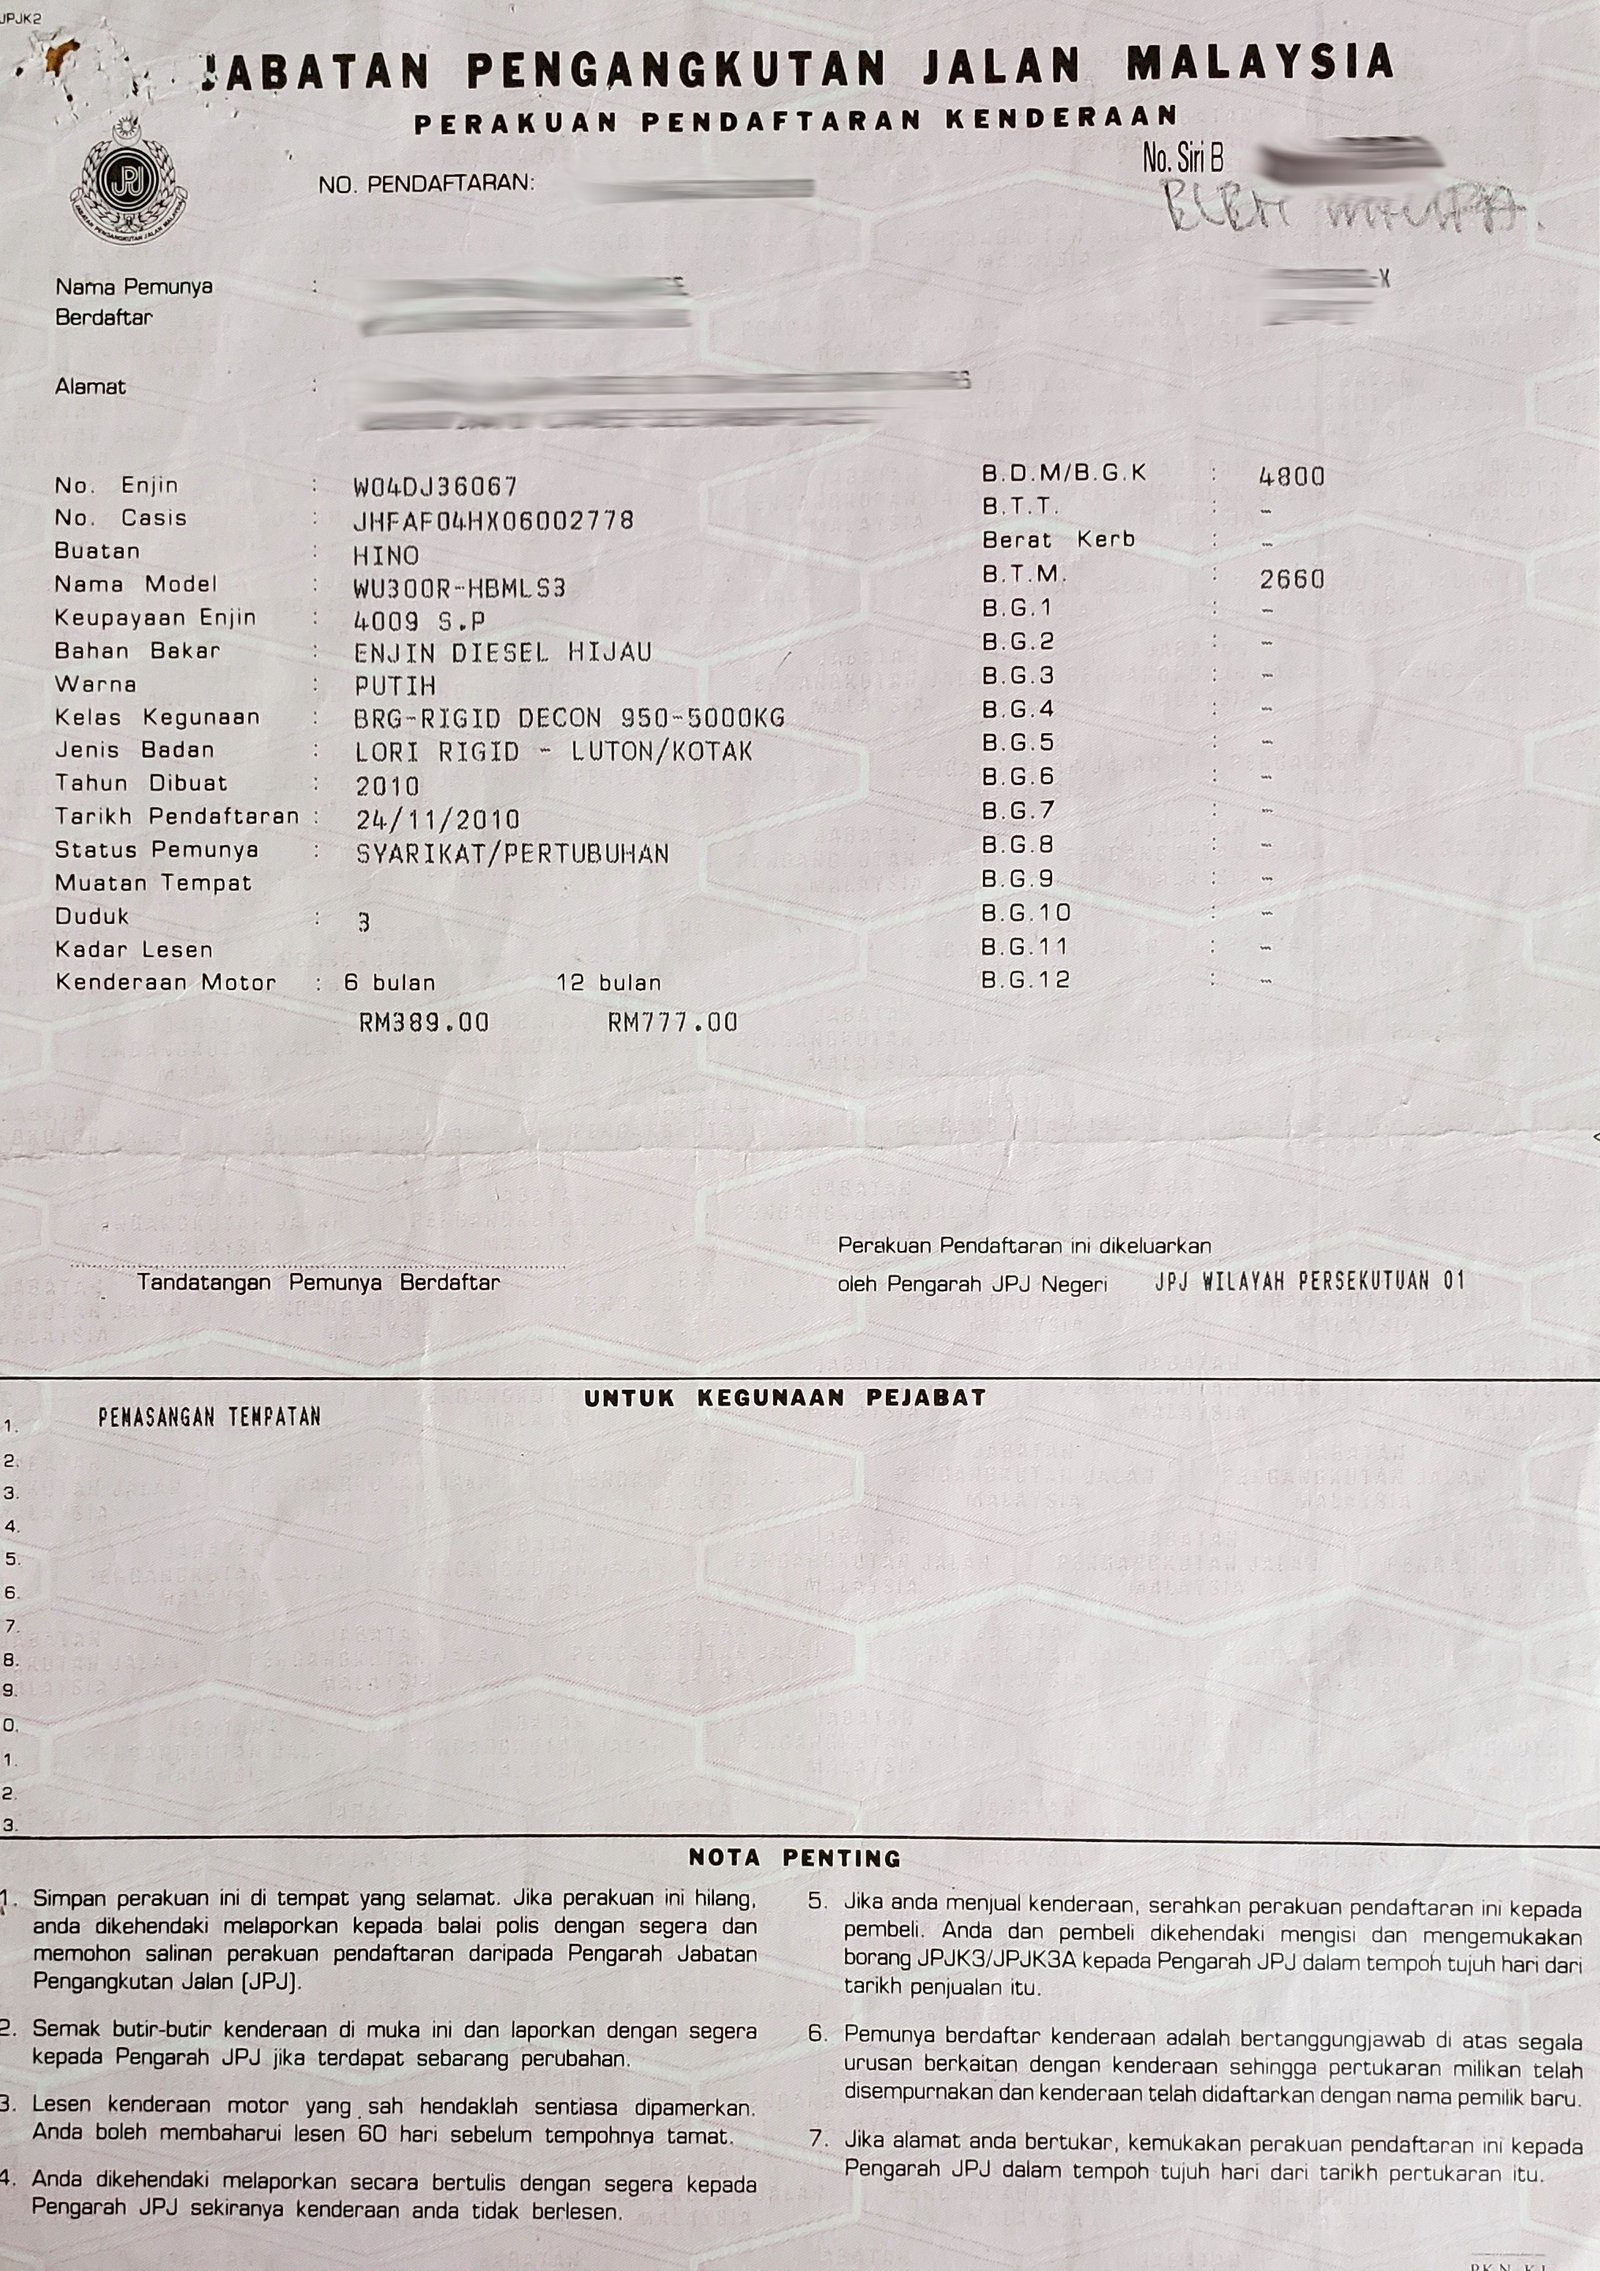 JPJK2
JABATAN PENGANGKUTAN JALAN MALAYSIA
PERAKUAN PENDAFTARAN KENDERAAN
No. Siri B
JPJ
JABATAN PENGANGKUTAN JALAN MALAYSIA
NO. PENDAFTARAN:
Nama Pemunya :
Berdaftar
Alamat :
No. Enjin : W04DJ36067
No. Casis : JHFAF04HX06002778
Buatan : HINO
Nama Model : WU300R-HBMLS3
Keupayaan Enjin : 4009 S.P
Bahan Bakar : ENJIN DIESEL HIJAU
Warna : PUTIH
Kelas Kegunaan : BRG-RIGID DECON 950-5000KG
Jenis Badan : LORI RIGID - LUTON/KOTAK
Tahun Dibuat : 2010
Tarikh Pendaftaran : 24/11/2010
Status Pemunya : SYARIKAT/PERTUBUHAN
Muatan Tempat
Duduk : 3
Kadar Lesen
Kenderaan Motor : 6 bulan 12 bulan
RM389.00 RM777.00
B.D.M/B.G.K : 4800
B.T.T. : -
Berat Kerb : -
B.T.M. : 2660
B.G.1 : -
B.G.2 : -
B.G.3 : -
B.G.4 : -
B.G.5 : -
B.G.6 : -
B.G.7 : -
B.G.8 : -
B.G.9 : -
B.G.10 : -
B.G.11 : -
B.G.12 : -
Tandatangan Pemunya Berdaftar
Perakuan Pendaftaran ini dikeluarkan
oleh Pengarah JPJ Negeri JPJ WILAYAH PERSEKUTUAN 01
UNTUK KEGUNAAN PEJABAT
1. PEMASANGAN TEMPATAN
2.
3.
4.
5.
6.
7.
8.
9.
0.
1.
2.
3.
NOTA PENTING
1. Simpan perakuan ini di tempat yang selamat. Jika perakuan ini hilang,
anda dikehendaki melaporkan kepada balai polis dengan segera dan
memohon salinan perakuan pendaftaran daripada Pengarah Jabatan
Pengangkutan Jalan (JPJ).
2. Semak butir-butir kenderaan di muka ini dan laporkan dengan segera
kepada Pengarah JPJ jika terdapat sebarang perubahan.
3. Lesen kenderaan motor yang sah hendaklah sentiasa dipamerkan.
Anda boleh membaharui lesen 60 hari sebelum tempohnya tamat.
4. Anda dikehendaki melaporkan secara bertulis dengan segera kepada
Pengarah JPJ sekiranya kenderaan anda tidak berlesen.
5. Jika anda menjual kenderaan, serahkan perakuan pendaftaran ini kepada
pembeli. Anda dan pembeli dikehendaki mengisi dan mengemukakan
borang JPJK3/JPJK3A kepada Pengarah JPJ dalam tempoh tujuh hari dari
tarikh penjualan itu.
6. Pemunya berdaftar kenderaan adalah bertanggungjawab di atas segala
urusan berkaitan dengan kenderaan sehingga pertukaran milikan telah
disempurnakan dan kenderaan telah didaftarkan dengan nama pemilik baru.
7. Jika alamat anda bertukar, kemukakan perakuan pendaftaran ini kepada
Pengarah JPJ dalam tempoh tujuh hari dari tarikh pertukaran itu.